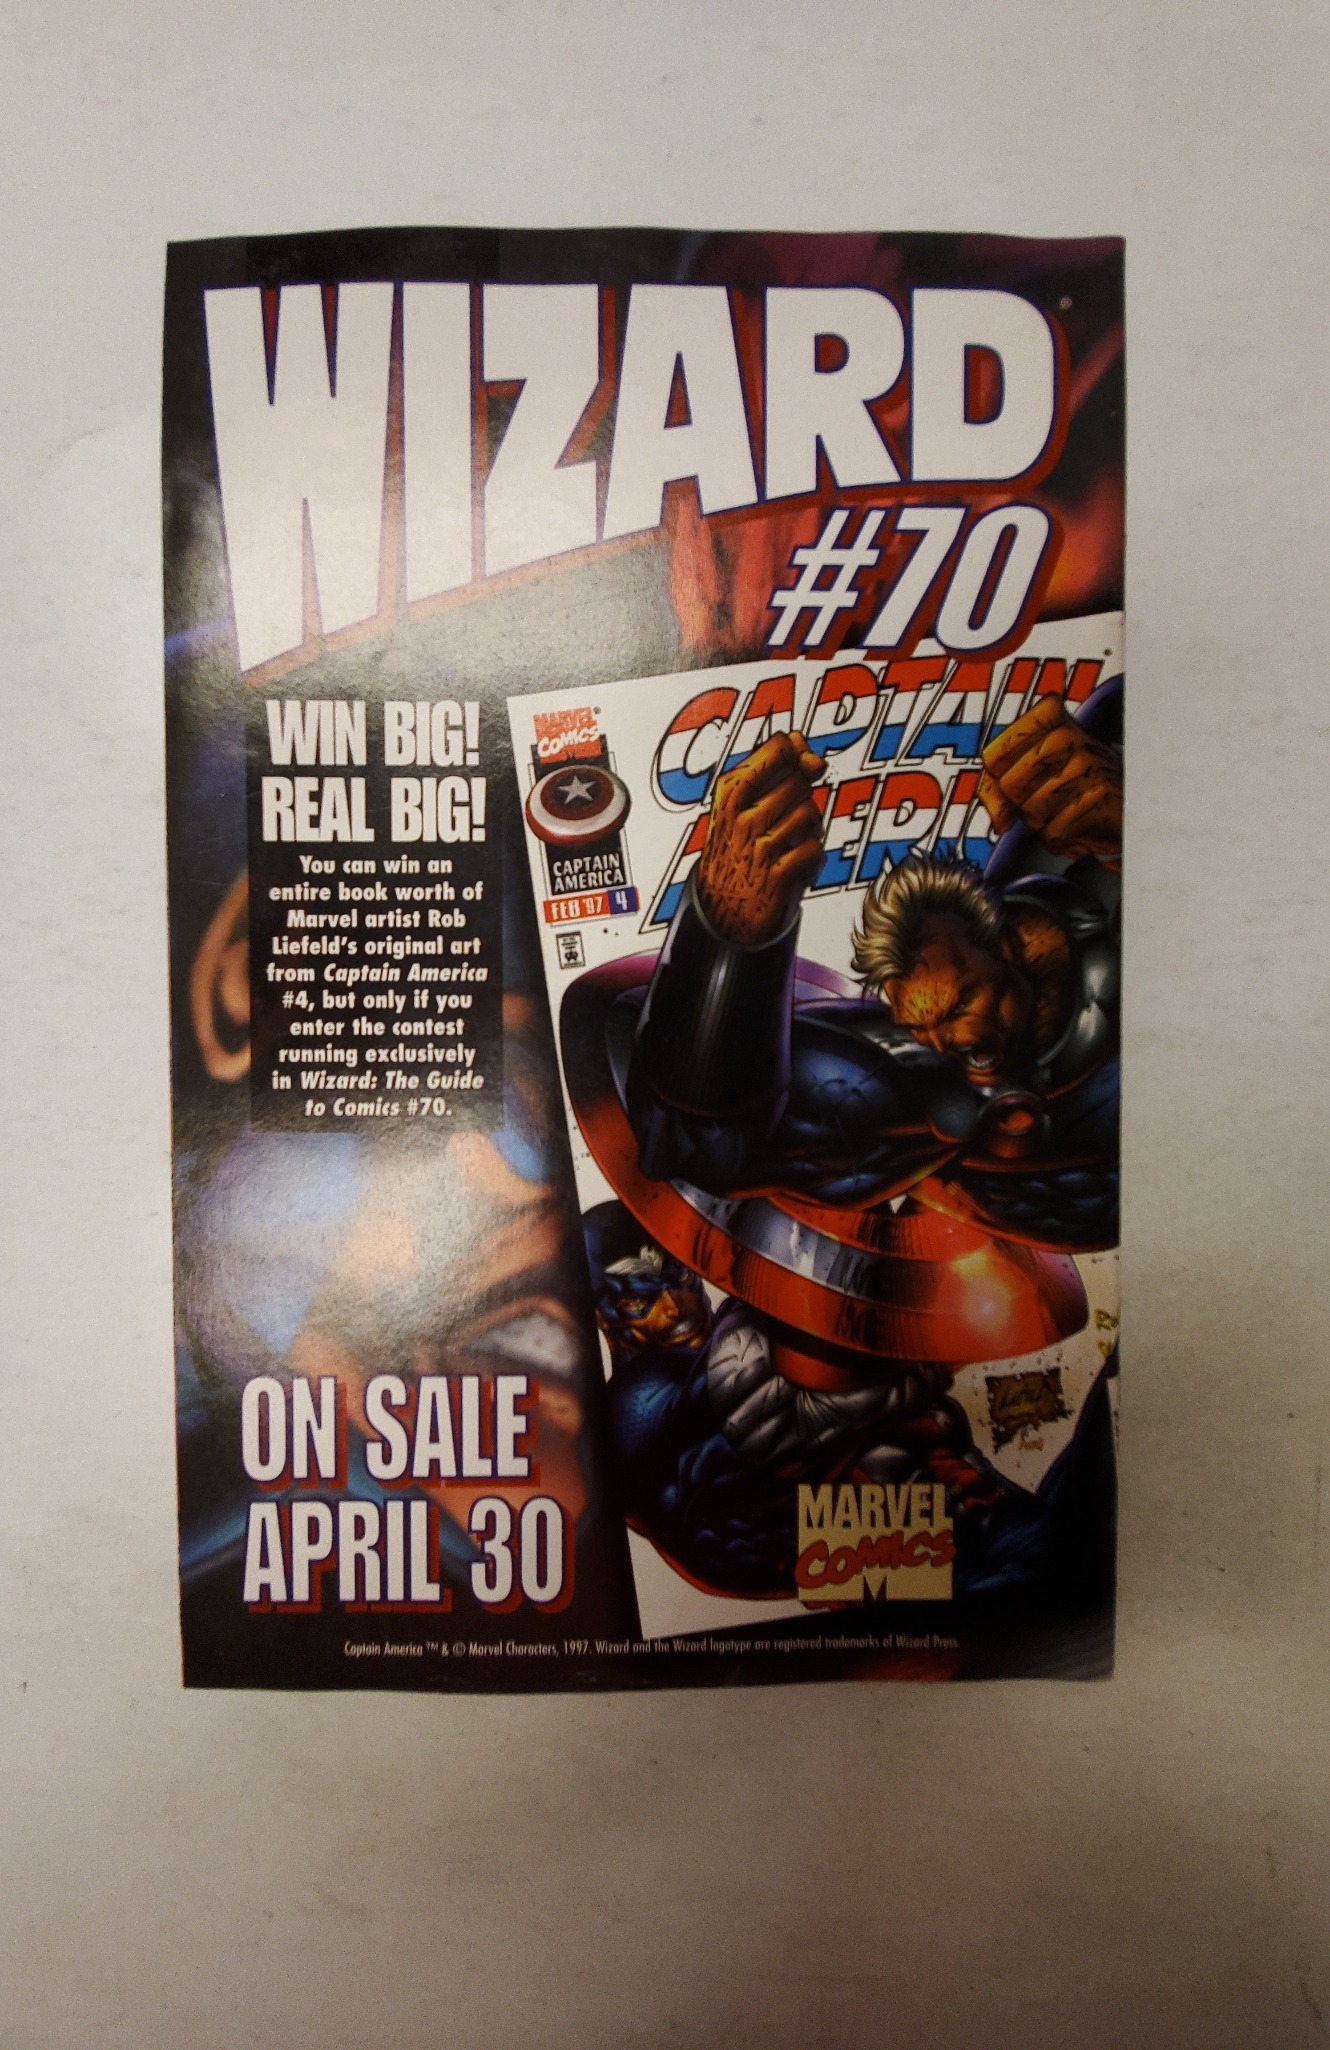 WIZARD®
#70
WIN BIG!
REAL BIG!
You can win an
entire book worth of
Marvel artist Rob
Liefeld's original art
from Captain America
#4, but only if you
enter the contest
running exclusively
in Wizard: The Guide
to Comics #70.
MARVEL
COMICS
CAPTAIN
AMERICA
FEB '97 4
CAPTAIN
ON SALE
APRIL 30
MARVEL
COMICS
Captain America ™ & © Marvel Characters, 1997. Wizard and the Wizard logotype are registered trademarks of Wizard Press.